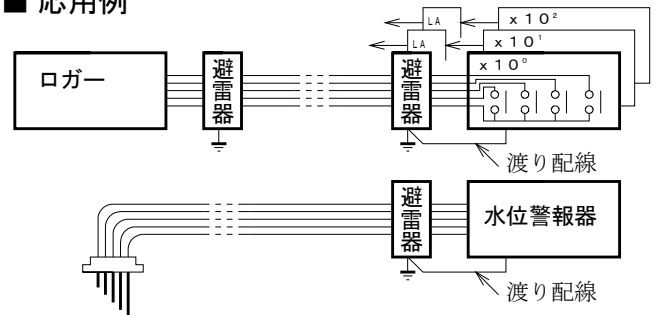 ■ 応用例
LA
x 10²
LA
x 10¹
ロガー
避雷器
避雷器
x 10⁰
渡り配線
避雷器
水位警報器
渡り配線